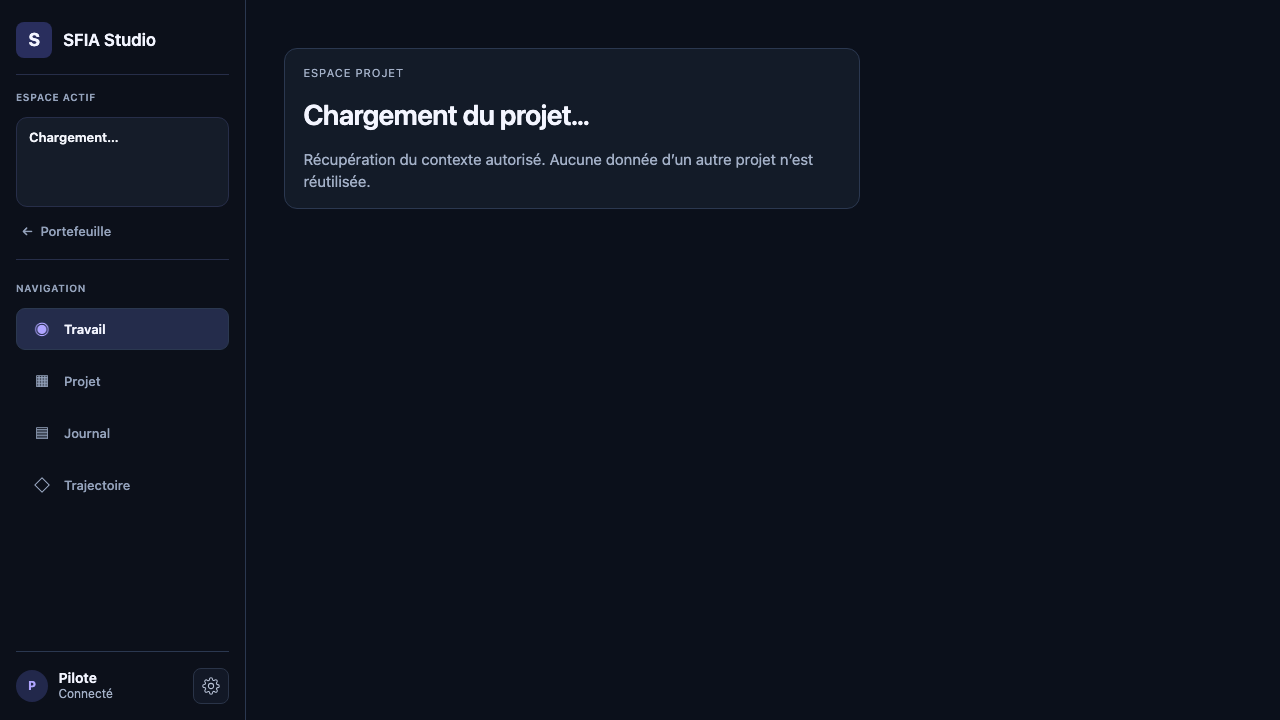 S
SFIA Studio
ESPACE ACTIF
Chargement...
← Portefeuille
NAVIGATION
Travail
Projet
Journal
Trajectoire
P
Pilote
Connecté
ESPACE PROJET
Chargement du projet...
Récupération du contexte autorisé. Aucune donnée d’un autre projet n’est
réutilisée.